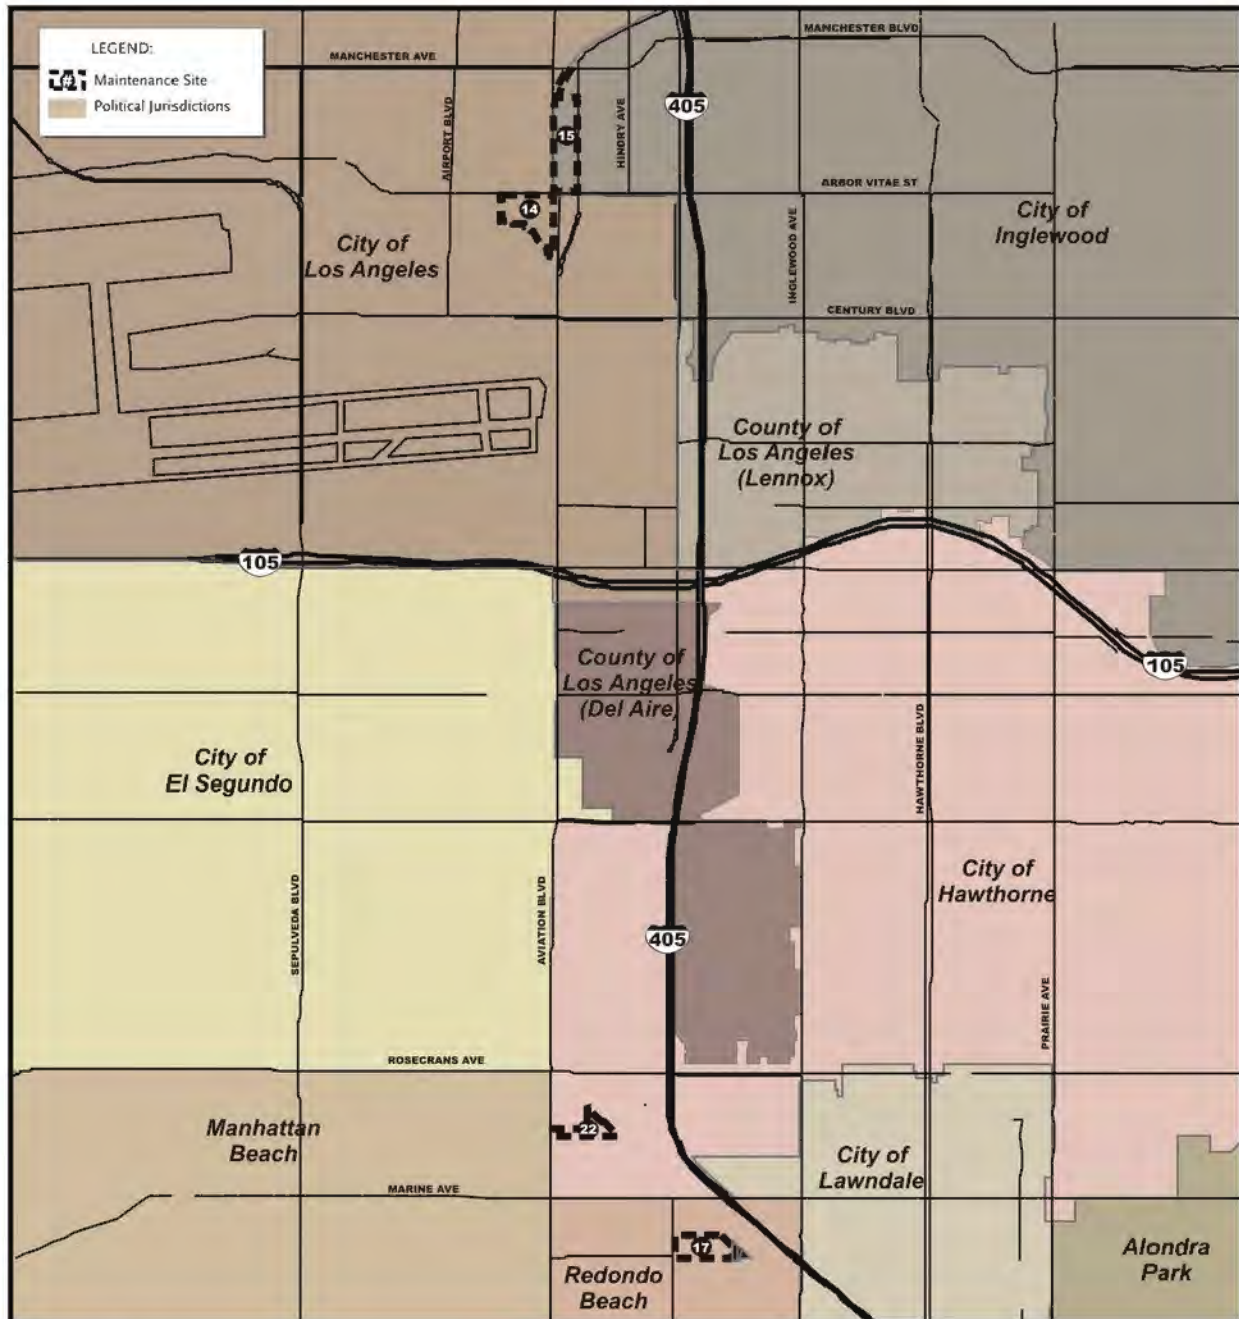 LEGEND:
# Maintenance Site
Political Jurisdictions
MANCHESTER AVE
MANCHESTER BLVD
405
AIRPORT BLVD
15
HINDRY AVE
ARBOR VITAE ST
14
City of
Los Angeles
INGLEWOOD AVE
City of
Inglewood
CENTURY BLVD
County of
Los Angeles
(Lennox)
105
County of
Los Angeles
(Del Aire)
105
City of
El Segundo
HAWTHORNE BLVD
City of
Hawthorne
SEPULVEDA BLVD
AVIATION BLVD
405
PRAIRIE AVE
ROSECRANS AVE
Manhattan
Beach
22
City of
Lawndale
MARINE AVE
17
Redondo
Beach
Alondra
Park